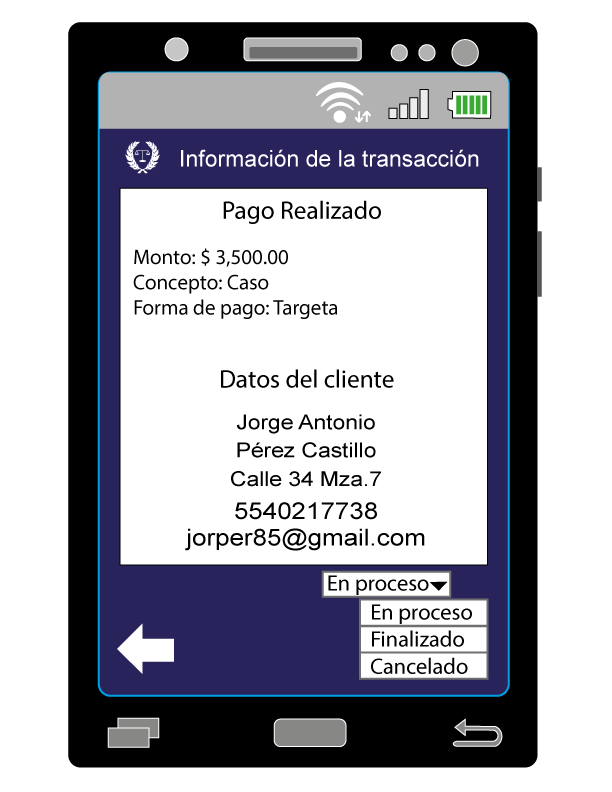 Información de la transacción
Pago Realizado
Monto: $ 3,500.00
Concepto: Caso
Forma de pago: Targeta
Datos del cliente
Jorge Antonio
Pérez Castillo
Calle 34 Mza.7
5540217738
jorper85@gmail.com
En proceso
En proceso
Finalizado
Cancelado